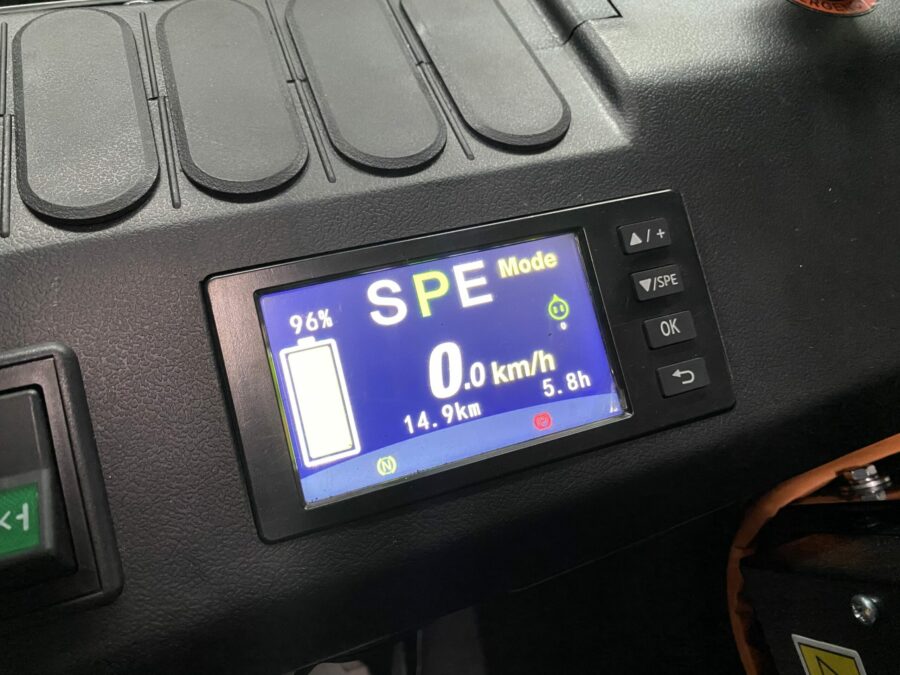 SPE Mode
96%
0.0 km/h
14.9km
5.8h
N
P
▲/+
▼/SPE
OK